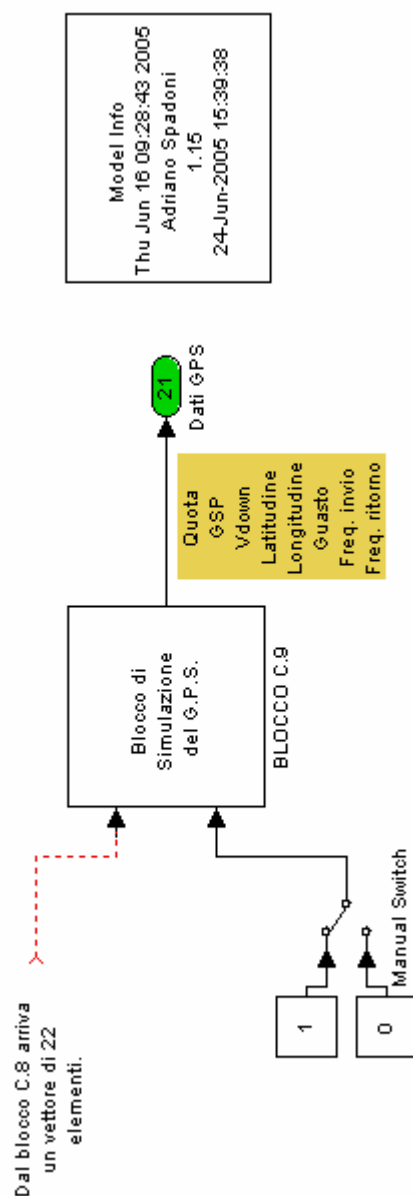 Dal blocco C.8 arriva
un vettore di 22
elementi.
1
0
Manual Switch
Blocco di
Simulazione
del G.P.S.
BLOCCO C.9
Quota
GSP
Vdown
Latitudine
Longitudine
Guasto
Freq. invio
Freq. ritorno
21
Dati GPS
Model Info
Thu Jun 16 09:28:43 2005
Adriano Spadoni
1.15
24-Jun-2005 15:39:38